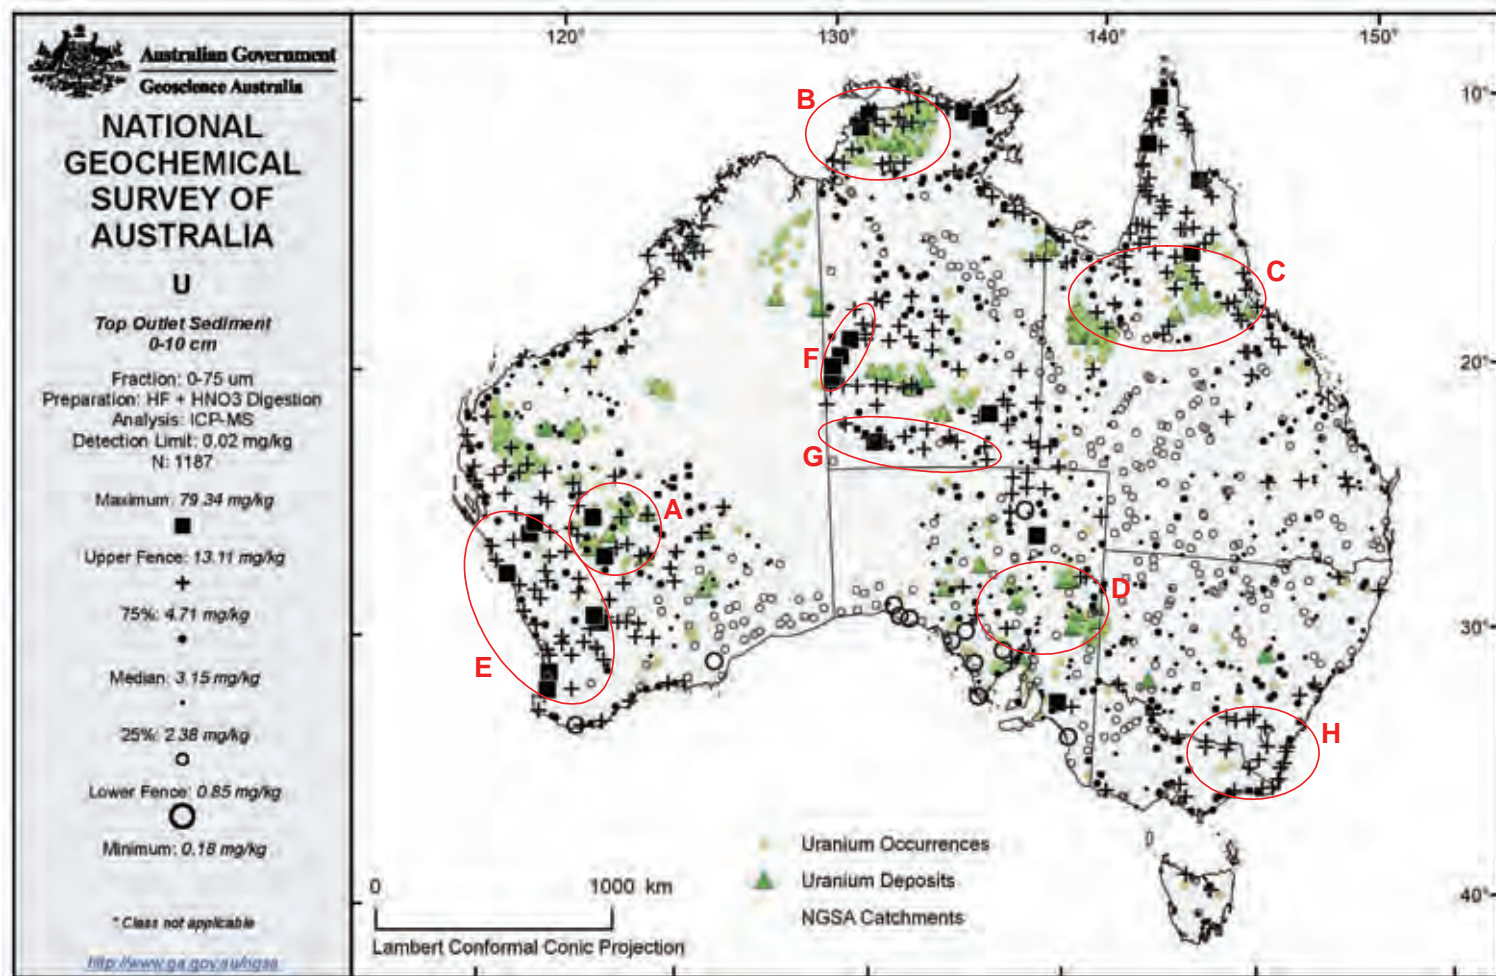 Australian Government
Geoscience Australia
NATIONAL
GEOCHEMICAL
SURVEY OF
AUSTRALIA
U
Top Outlet Sediment
0-10 cm
Fraction: 0-75 um
Preparation: HF + HNO3 Digestion
Analysis: ICP-MS
Detection Limit: 0.02 mg/kg
N: 1187
Maximum: 79.34 mg/kg
Upper Fence: 13.11 mg/kg
75%: 4.71 mg/kg
Median: 3.15 mg/kg
25%: 2.38 mg/kg
Lower Fence: 0.85 mg/kg
Minimum: 0.18 mg/kg
* Class not applicable
http://www.ga.gov.au/ngsa
120°
130°
140°
150°
10°
20°
30°
40°
B
C
F
G
A
D
E
H
Uranium Occurrences
Uranium Deposits
NGSA Catchments
0
1000 km
Lambert Conformal Conic Projection